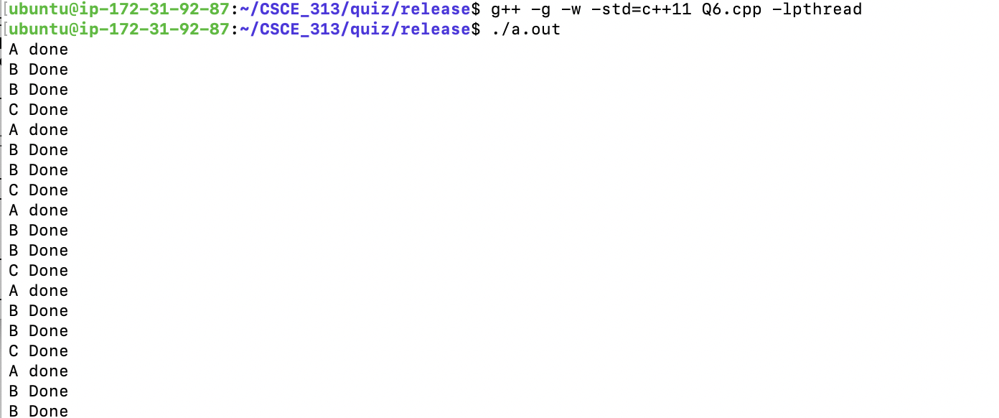 [ubuntu@ip-172-31-92-87:~/CSCE_313/quiz/release$ g++ -g -w -std=c++11 Q6.cpp -lpthread
[ubuntu@ip-172-31-92-87:~/CSCE_313/quiz/release$ ./a.out
A done
B Done
B Done
C Done
A done
B Done
B Done
C Done
A done
B Done
B Done
C Done
A done
B Done
B Done
C Done
A done
B Done
B Done